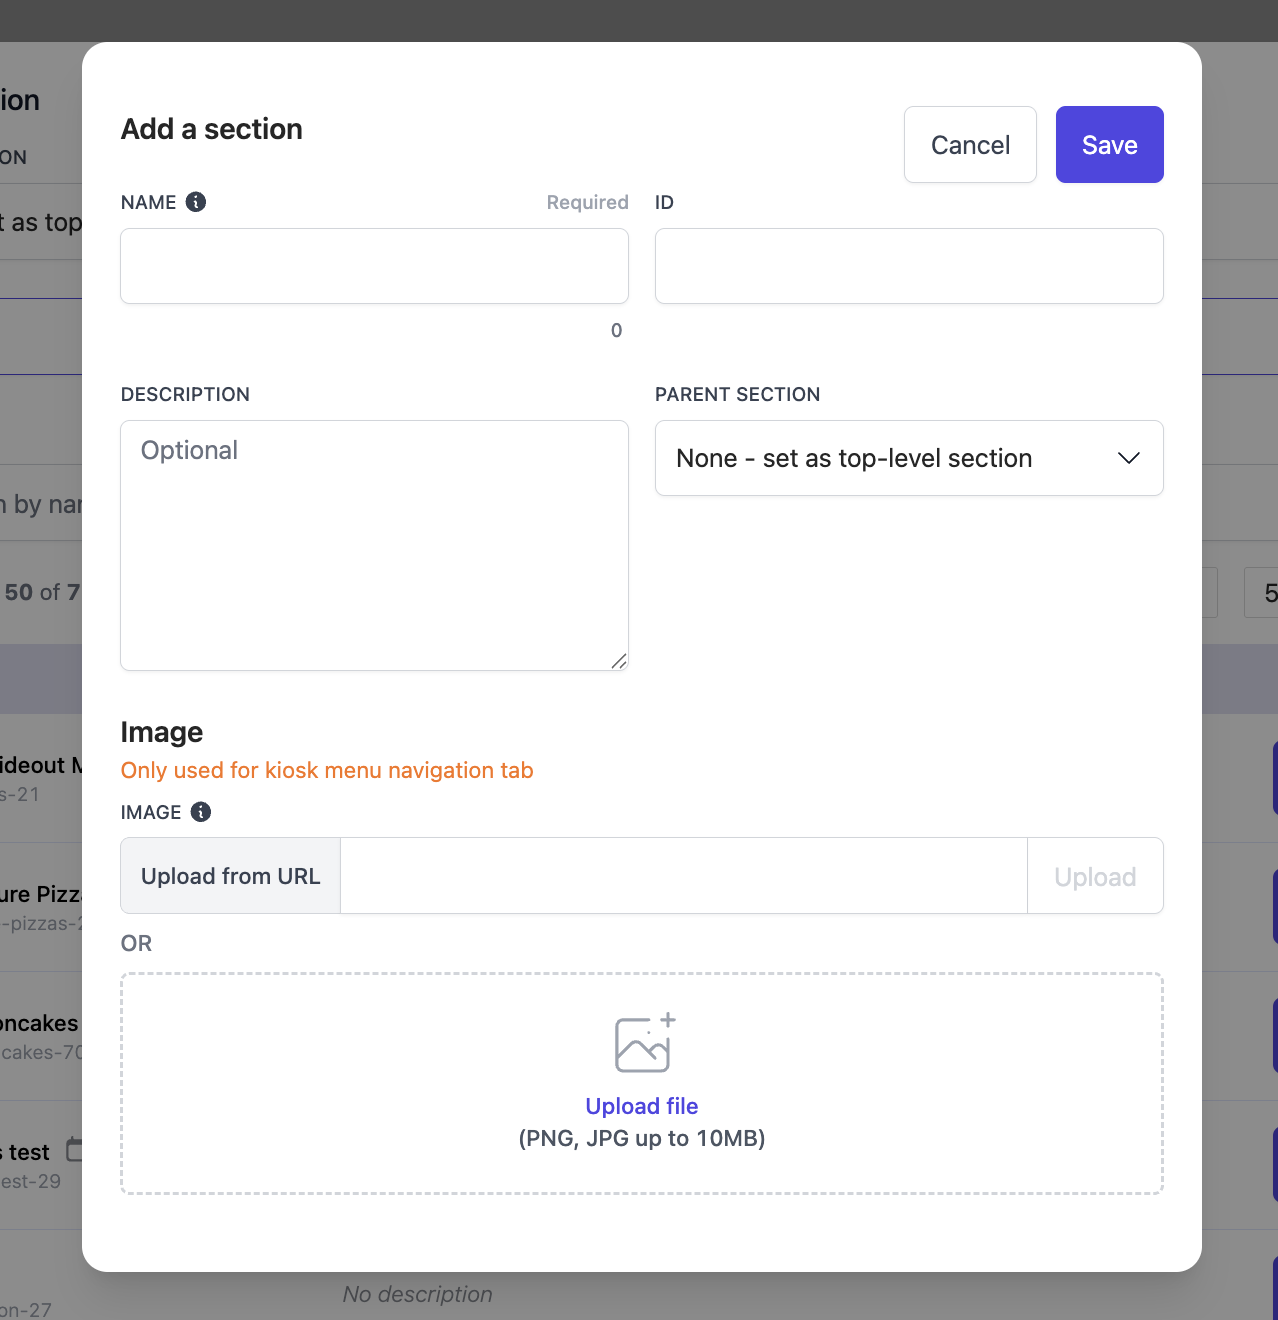 Add a section
Cancel
Save
NAME
Required
ID
0
DESCRIPTION
PARENT SECTION
Optional
None - set as top-level section
Image
Only used for kiosk menu navigation tab
IMAGE
Upload from URL
Upload
OR
Upload file
(PNG, JPG up to 10MB)
ion
ON
t as top
n by nar
50 of 7
5
ideout M
s-21
ure Pizza
-pizzas-2
oncakes
cakes-70
s test
est-29
No description
on-27